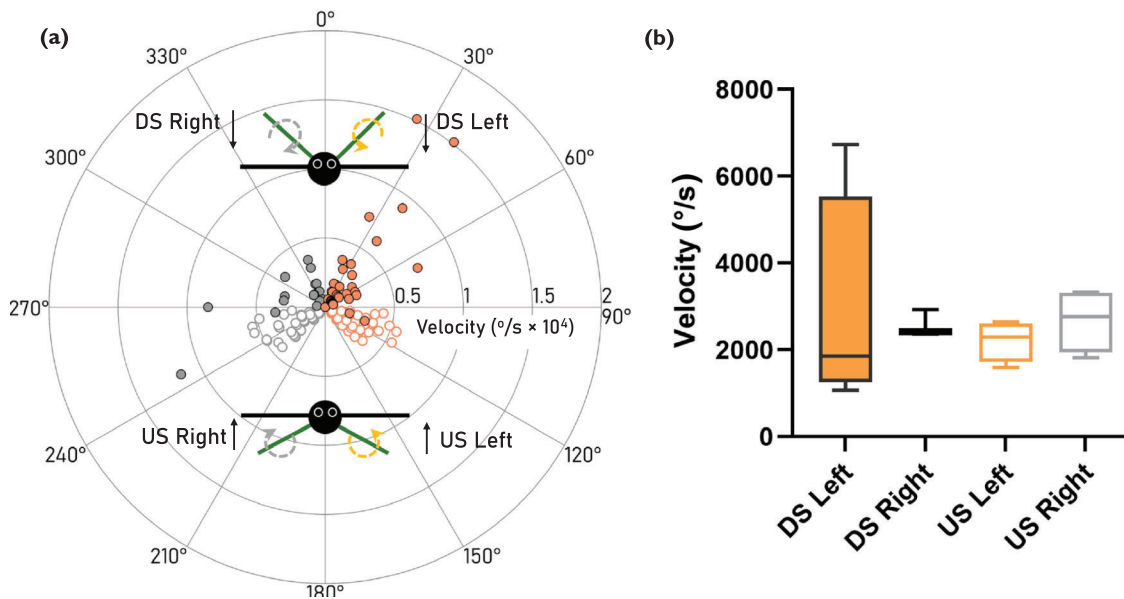 (a)
0°
30°
60°
90°
120°
150°
180°
210°
240°
270°
300°
330°
DS Right
DS Left
0.5
1
1.5
2
Velocity (º/s × 10⁴)
US Right
US Left
(b)
8000
6000
4000
2000
0
Velocity (°/s)
DS Left
DS Right
US Left
US Right